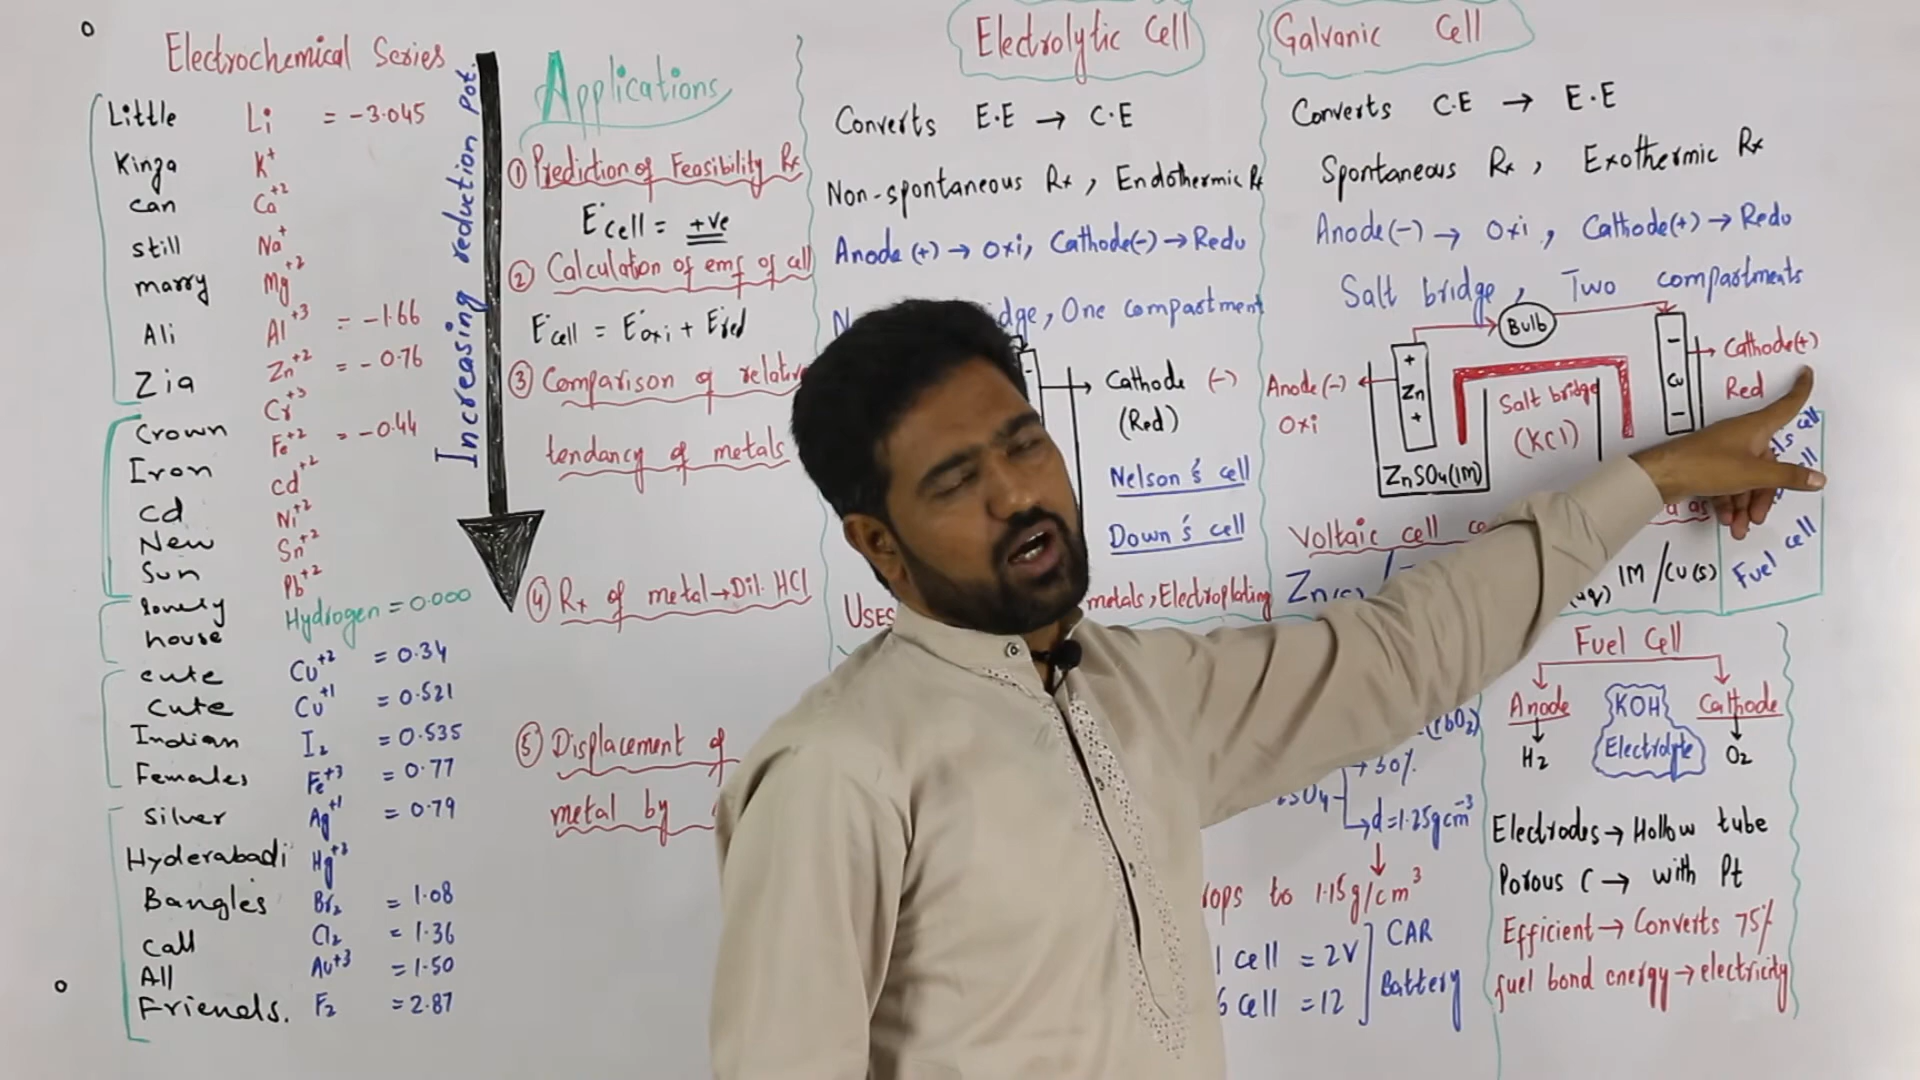 Electrochemical Series
Little Li = -3.045
Kinza K+
can Ca+2
still Na+
marry Mg+2
Ali Al+3 = -1.66
Zia Zn+2 = -0.76
Cr+3
Crown Fe+2 = -0.44
Iron Cd+2
Cd Ni+2
New Sn+2
Sun Pb+2
lonely Hydrogen = 0.000
house
cute Cu+2 = 0.34
Cute Cu+1 = 0.521
Indian I2 = 0.535
Females Fe+3 = 0.77
Silver Ag+1 = 0.79
Hyderabadi Hg+2
Bangles Br2 = 1.08
Call Cl2 = 1.36
All Au+3 = 1.50
Friends. F2 = 2.87
Increasing reduction Pot.
Applications
① Prediction of Feasibility Rx
E°cell = +ve
② Calculation of emf of cell
E°cell = E°oxi + E°red
③ Comparison of relative
tendancy of metals
④ Rx of metal → Dil. HCl
⑤ Displacement of
metal by
Electrolytic Cell
Converts E.E → C.E
Non-spontaneous Rx, Endothermic Rx
Anode (+) → oxi, Cathode(-) → Redu
One compartment
-
Cathode (-)
(Red)
Nelson's cell
Down's cell
USES
metals, Electroplating
Galvanic Cell
Converts C.E → E.E
Spontaneous Rx, Exothermic Rx
Anode(-) → Oxi, Cathode(+) → Redu
Salt bridge, Two compartments
Bulb
Anode(-)
Oxi
+
Zn
+
Salt bridge
(KCl)
-
Cu
-
Cathode(+)
Red
ZnSO4(1M)
Voltaic cell
as
Zn(s) /
1M / Cu(s)
cell
Fuel cell
→ 30%
→ d=1.25gcm-3
to 1.15g/cm3
1 cell = 2V
6 cell = 12
CAR
Battery
Fuel Cell
Anode KOH Cathode
H2 Electrolyte O2
Electrodes → Hollow tube
Porous C → with Pt
Efficient → Converts 75%
fuel bond energy → electricity